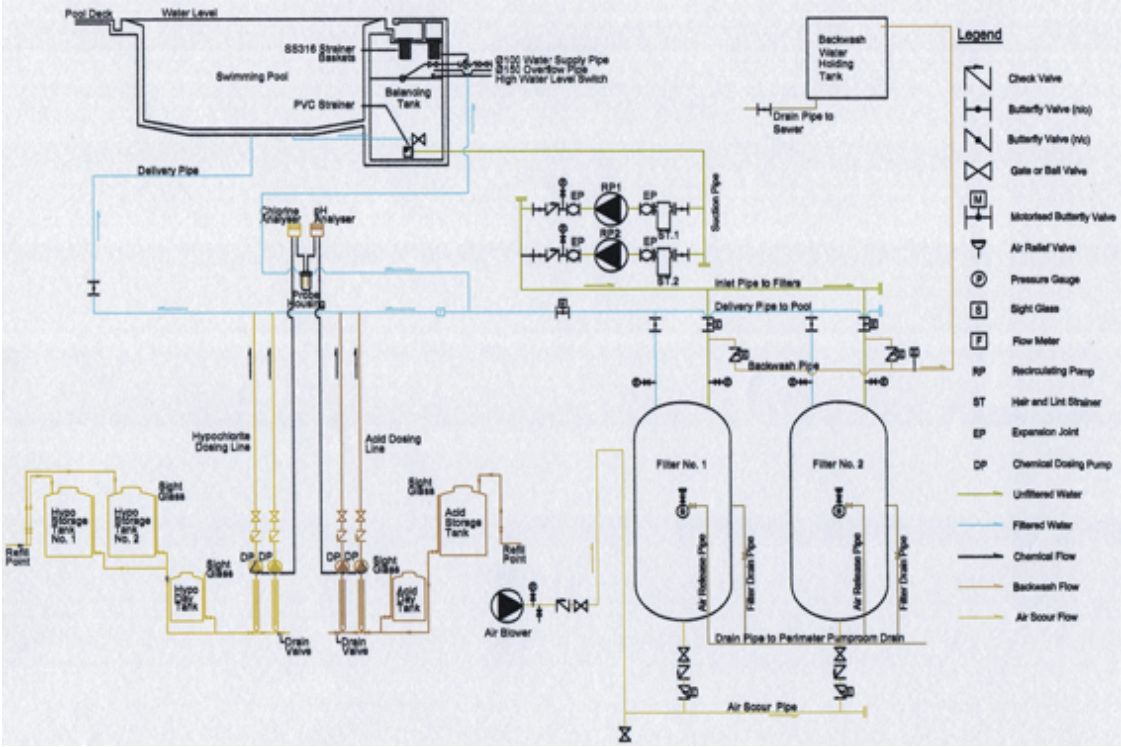 Pool Deck
Water Level
SS316 Strainer
Baskets
Swimming Pool
Ø100 Water Supply Pipe
Ø150 Overflow Pipe
High Water Level Switch
Balancing
Tank
PVC Strainer
Delivery Pipe
Backwash
Water
Holding
Tank
Drain Pipe to
Sewer
Legend
Check Valve
Butterfly Valve (n/o)
Butterfly Valve (n/c)
Gate or Ball Valve
M
Motorised Butterfly Valve
Air Relief Valve
P
Pressure Gauge
S
Sight Glass
F
Flow Meter
RP
Recirculating Pump
ST
Hair and Lint Strainer
EP
Expansion Joint
DP
Chemical Dosing Pump
Unfiltered Water
Filtered Water
Chemical Flow
Backwash Flow
Air Scour Flow
EP
RP1
EP
ST.1
EP
RP2
EP
ST.2
Suction Pipe
Inlet Pipe to Filters
Delivery Pipe to Pool
Backwash Pipe
Chlorine
Analyser
pH
Analyser
Probe
Housing
Hypochlorite
Dosing Line
Acid Dosing
Line
Filter No. 1
Filter No. 2
Hypo
Storage
Tank
No. 1
Hypo
Storage
Tank
No. 2
Sight
Glass
Refill
Point
Hypo
Day
Tank
Sight
Glass
DP
DP
Drain
Valve
DP
DP
Sight
Glass
Acid
Day
Tank
Drain
Valve
Sight
Glass
Acid
Storage
Tank
Refill
Point
Air Blower
Air Release Pipe
Filter Drain Pipe
Air Release Pipe
Filter Drain Pipe
Drain Pipe to Perimeter Pumproom Drain
Air Scour Pipe